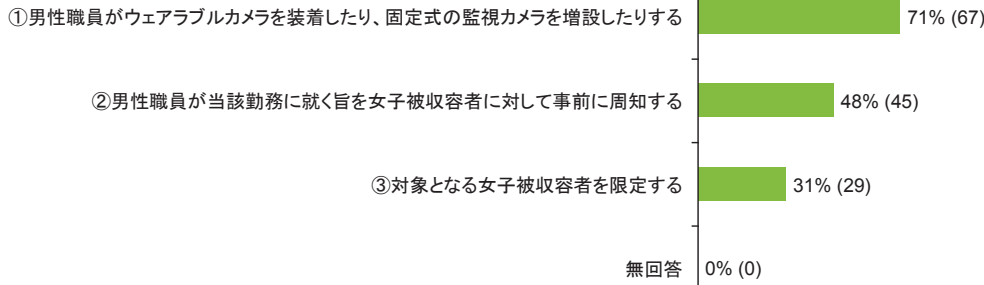 ①男性職員がウェアラブルカメラを装着したり、固定式の監視カメラを増設したりする 71% (67)
②男性職員が当該勤務に就く旨を女子被収容者に対して事前に周知する 48% (45)
③対象となる女子被収容者を限定する 31% (29)
無回答 0% (0)